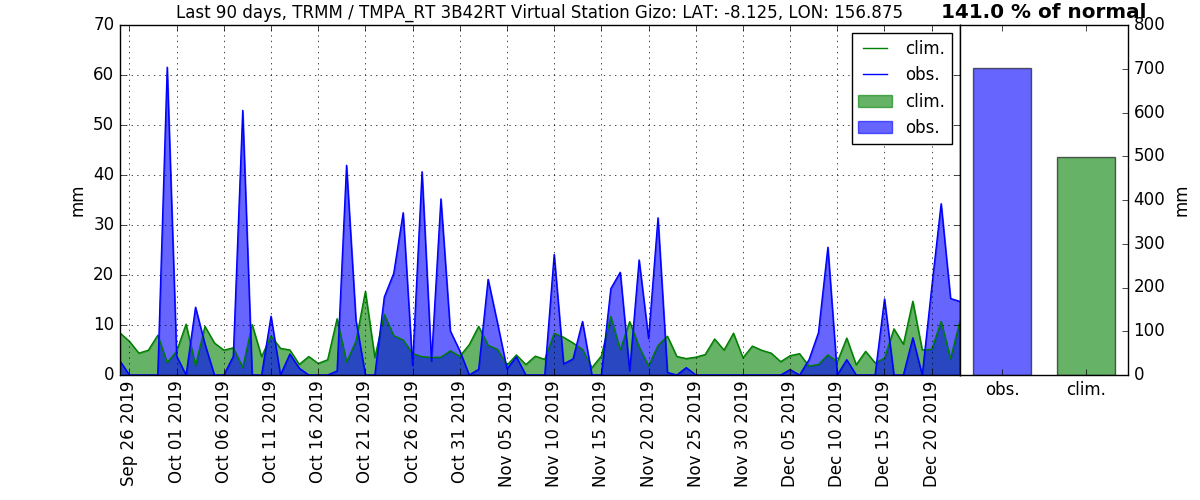 Last 90 days, TRMM / TMPA_RT 3B42RT Virtual Station Gizo: LAT: -8.125, LON: 156.875
141.0 % of normal
70
60
50
40
30
20
10
0
mm
clim.
obs.
clim.
obs.
800
700
600
500
400
300
200
100
0
mm
Sep 26 2019
Oct 01 2019
Oct 06 2019
Oct 11 2019
Oct 16 2019
Oct 21 2019
Oct 26 2019
Oct 31 2019
Nov 05 2019
Nov 10 2019
Nov 15 2019
Nov 20 2019
Nov 25 2019
Nov 30 2019
Dec 05 2019
Dec 10 2019
Dec 15 2019
Dec 20 2019
obs.
clim.